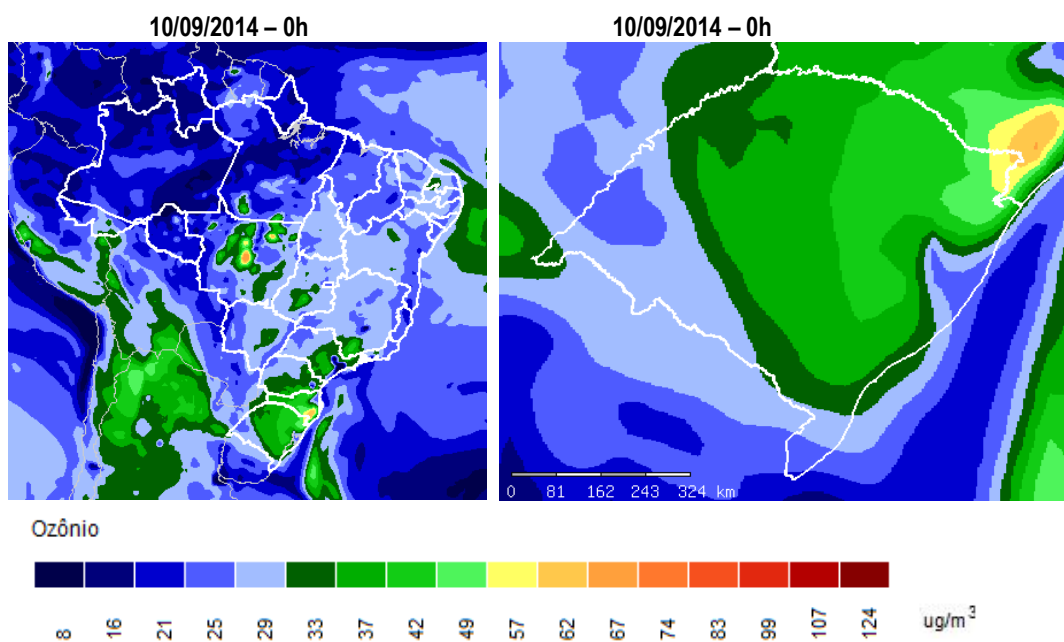 10/09/2014 – 0h
10/09/2014 – 0h
0 81 162 243 324 km
Ozônio
8 16 21 25 29 33 37 42 49 57 62 67 74 83 99 107 124 ug/m³